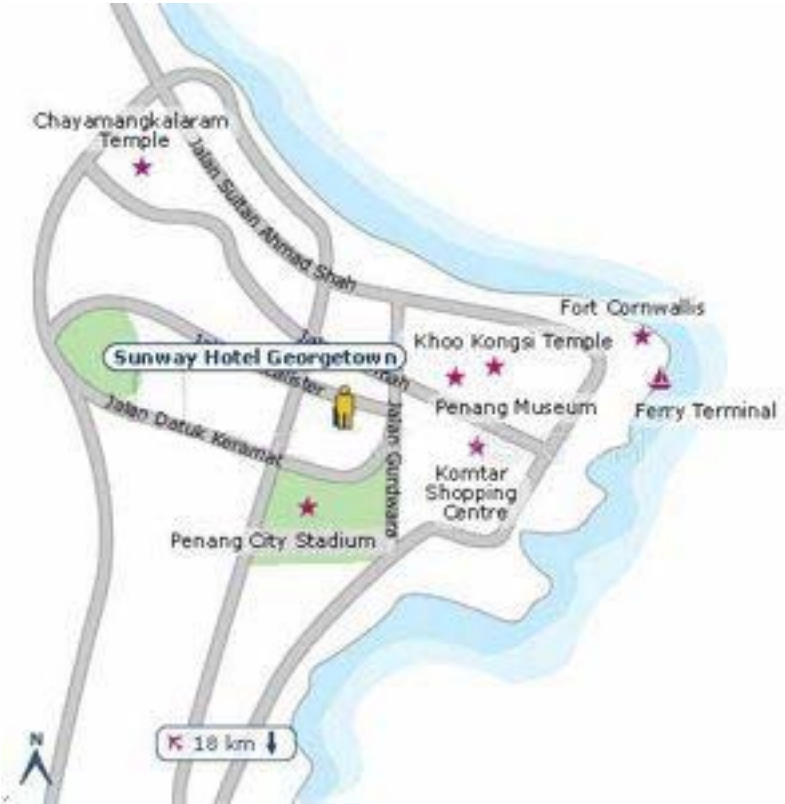 Chayamangkalaram
Temple
Jalan Sultan Ahmad Shah
Fort Cornwallis
Khoo Kongsi Temple
Sunway Hotel Georgetown
Penang Museum
Ferry Terminal
Jalan Datuk Keramat
Jalan Gurdwara
Komtar
Shopping
Centre
Penang City Stadium
N
18 km